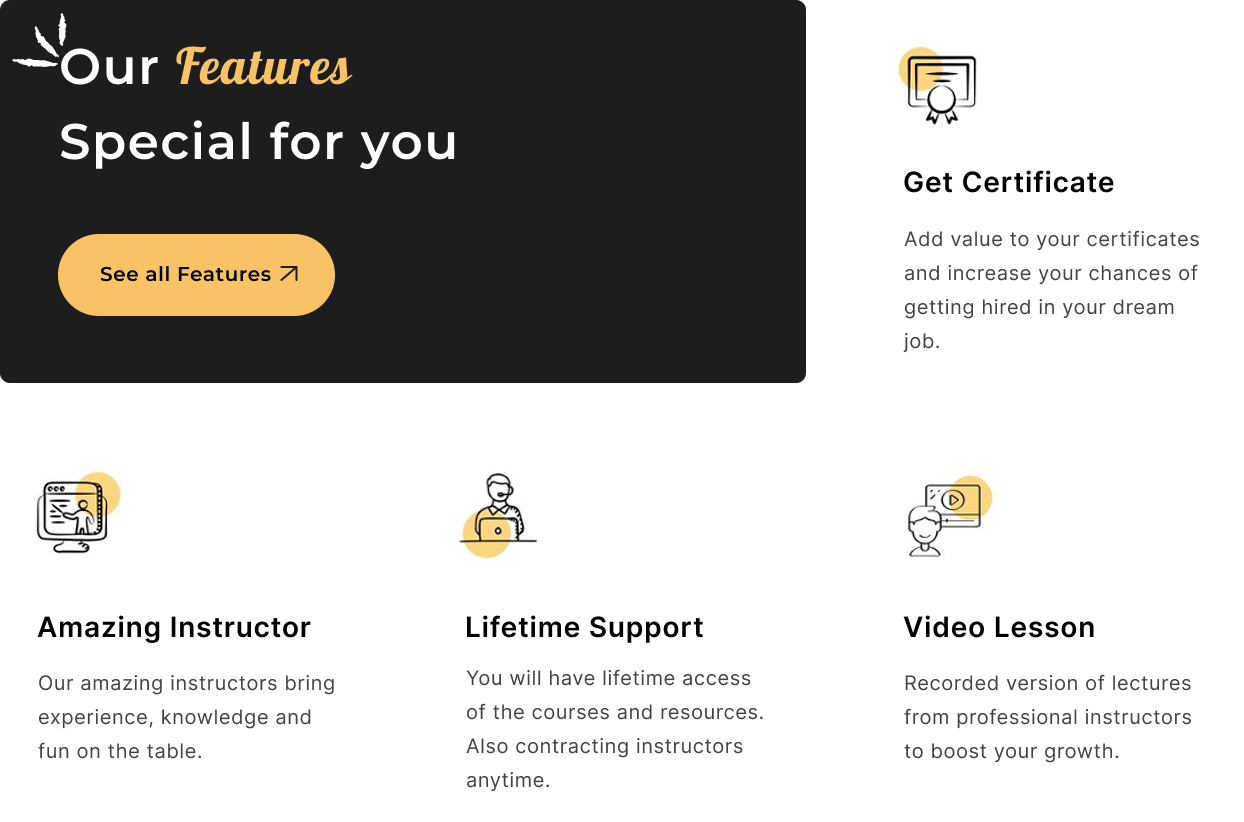 Our Features
Special for you
See all Features
Get Certificate
Add value to your certificates
and increase your chances of
getting hired in your dream
job.
Amazing Instructor
Our amazing instructors bring
experience, knowledge and
fun on the table.
Lifetime Support
You will have lifetime access
of the courses and resources.
Also contracting instructors
anytime.
Video Lesson
Recorded version of lectures
from professional instructors
to boost your growth.